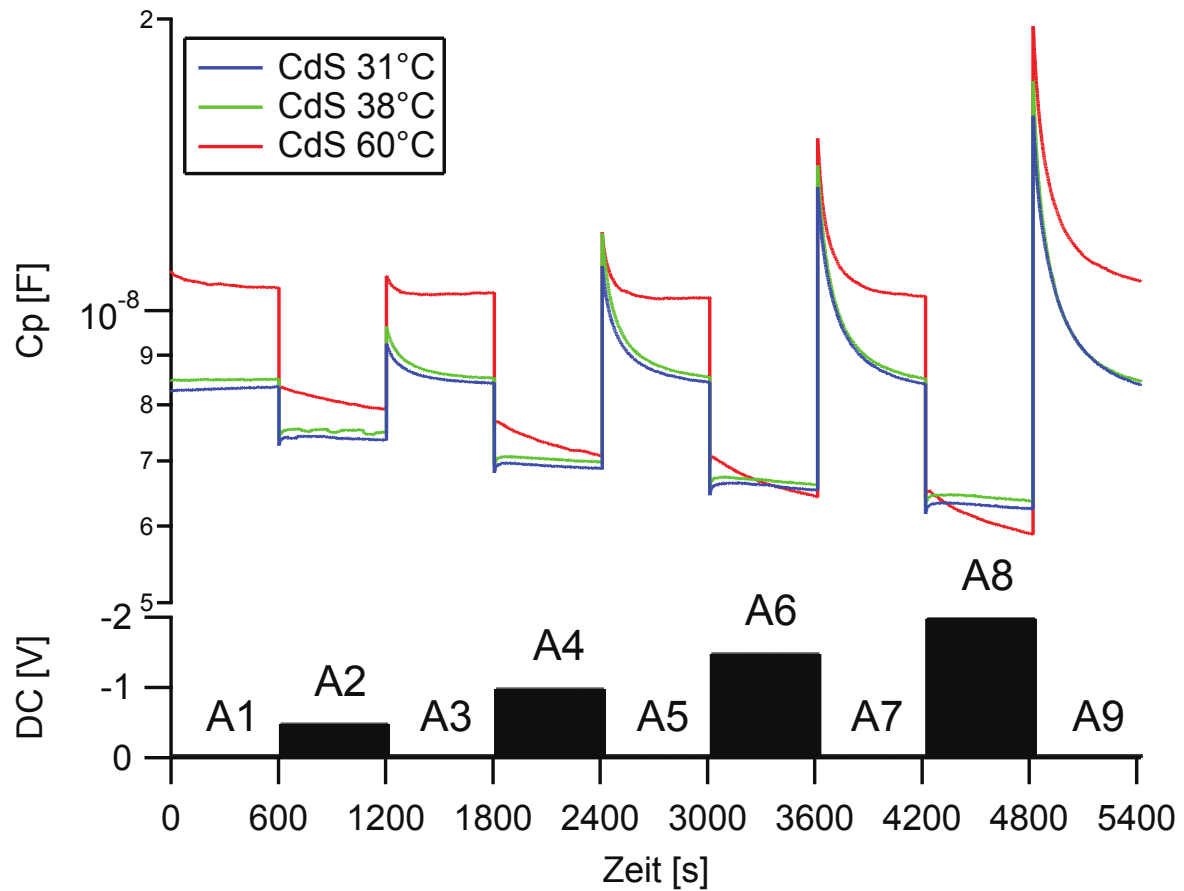 2
CdS 31°C
CdS 38°C
CdS 60°C
Cp [F]
10-8
9
8
7
6
5
A8
-2
A6
A4
DC [V]
-1
A2
A1
A3
A5
A7
A9
0
0 600 1200 1800 2400 3000 3600 4200 4800 5400
Zeit [s]